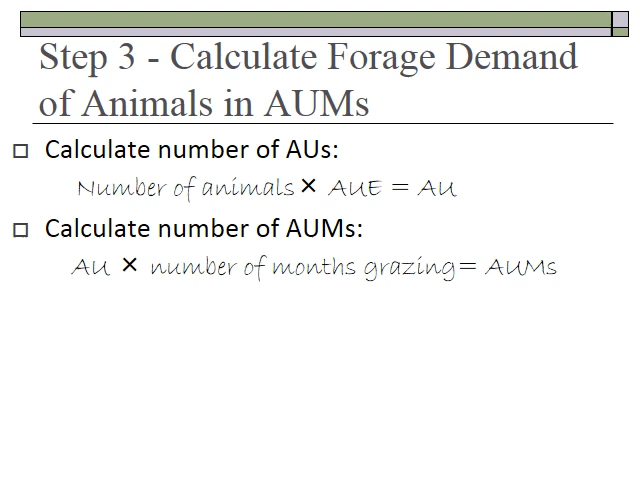 Step 3 - Calculate Forage Demand
of Animals in AUMs
Calculate number of AUs:
Number of animals × AUE = AU
Calculate number of AUMs:
AU × number of months grazing= AUMs